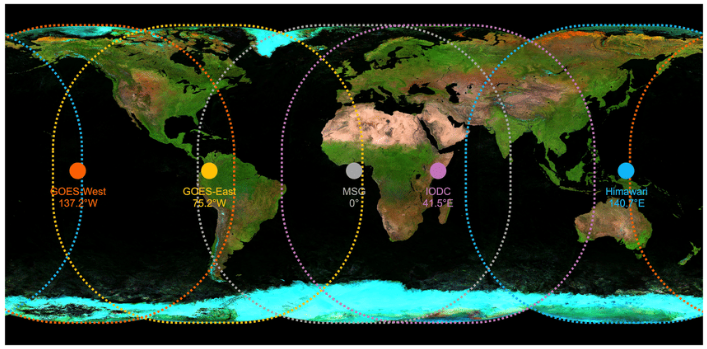 GOES-West
137.2°W
GOES-East
75.2°W
MSG
0°
IODC
41.5°E
Himawari
140.7°E